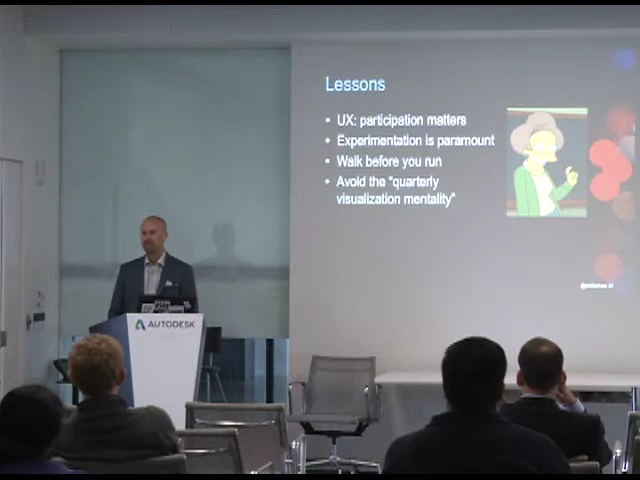 Lessons
• UX: participation matters
• Experimentation is paramount
• Walk before you run
• Avoid the "quarterly
visualization mentality"
AUTODESK